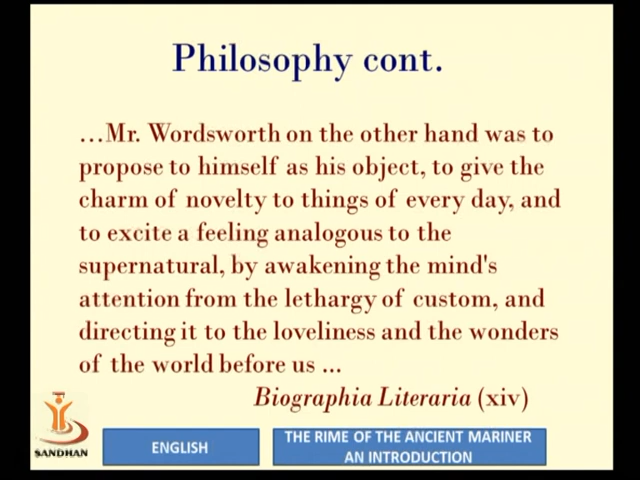 Philosophy cont.
...Mr. Wordsworth on the other hand was to
propose to himself as his object, to give the
charm of novelty to things of every day, and
to excite a feeling analogous to the
supernatural, by awakening the mind's
attention from the lethargy of custom, and
directing it to the loveliness and the wonders
of the world before us ...
Biographia Literaria (xiv)
SANDHAN
ENGLISH
THE RIME OF THE ANCIENT MARINER
AN INTRODUCTION